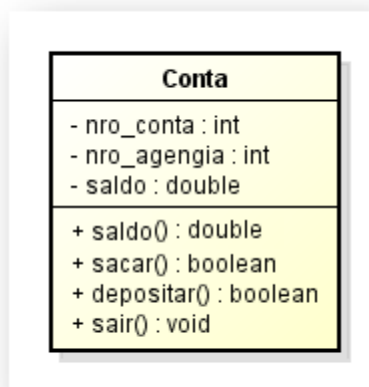 Conta
- nro_conta : int
- nro_agengia : int
- saldo : double
+ saldo() : double
+ sacar() : boolean
+ depositar() : boolean
+ sair() : void